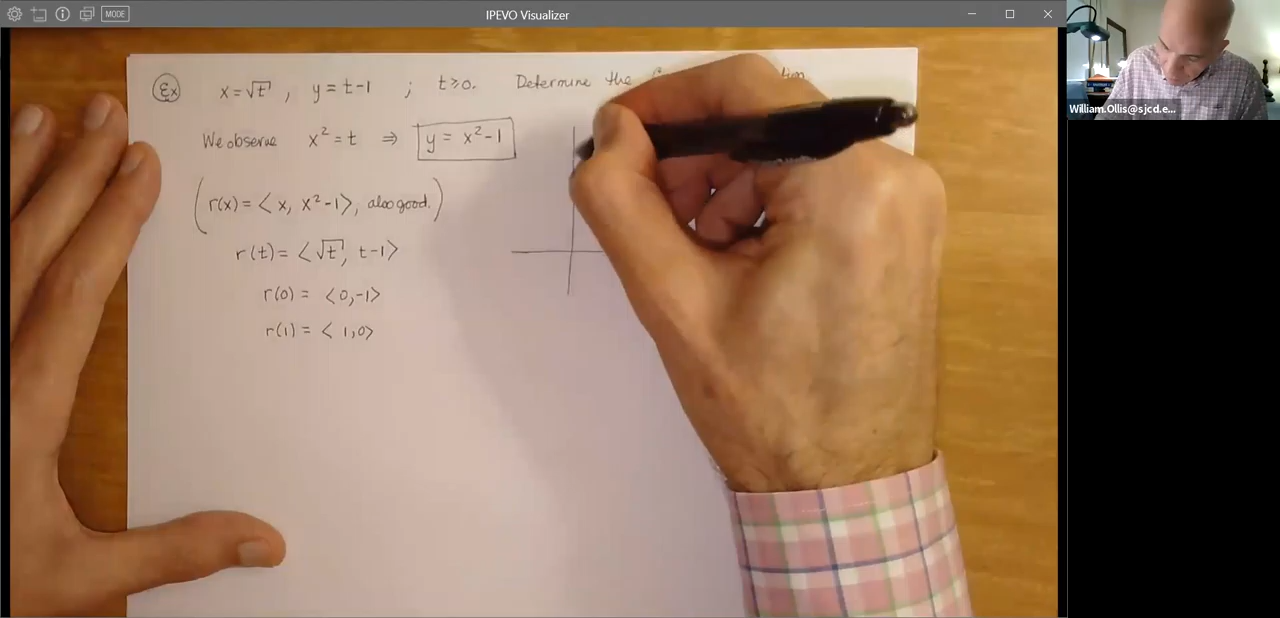 IPEVO Visualizer
MODE
William.Ollis@sjcd.e...
Ex x = √t , y = t-1 ; t ≥ 0. Determine the
We observe x² = t ⇒ y = x² - 1
(r(x) = < x, x² - 1 >, also good.)
r(t) = < √t, t-1 >
r(0) = < 0, -1 >
r(1) = < 1, 0 >